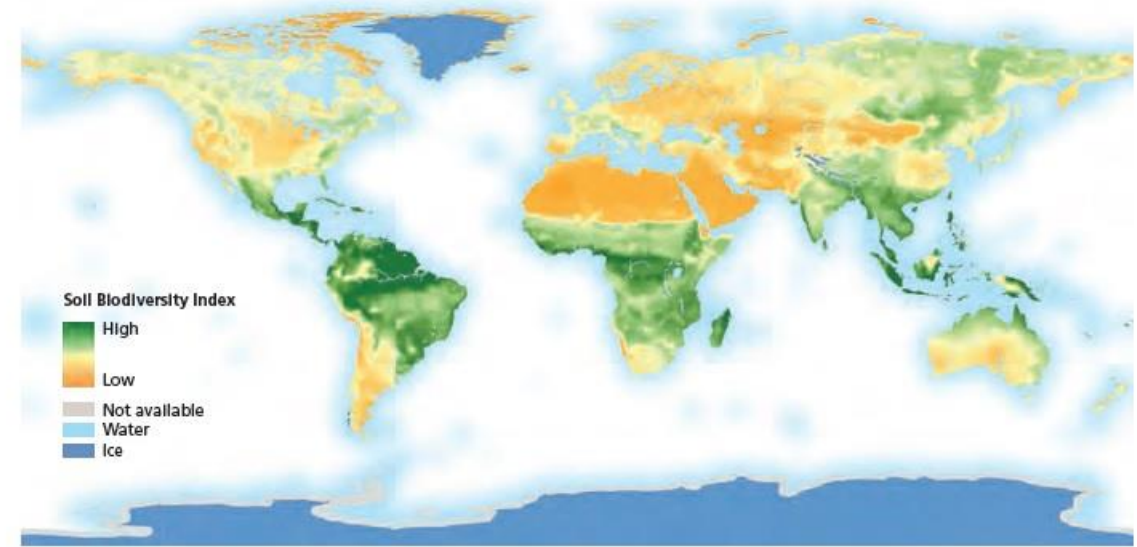 Soil Biodiversity Index
High
Low
Not available
Water
Ice